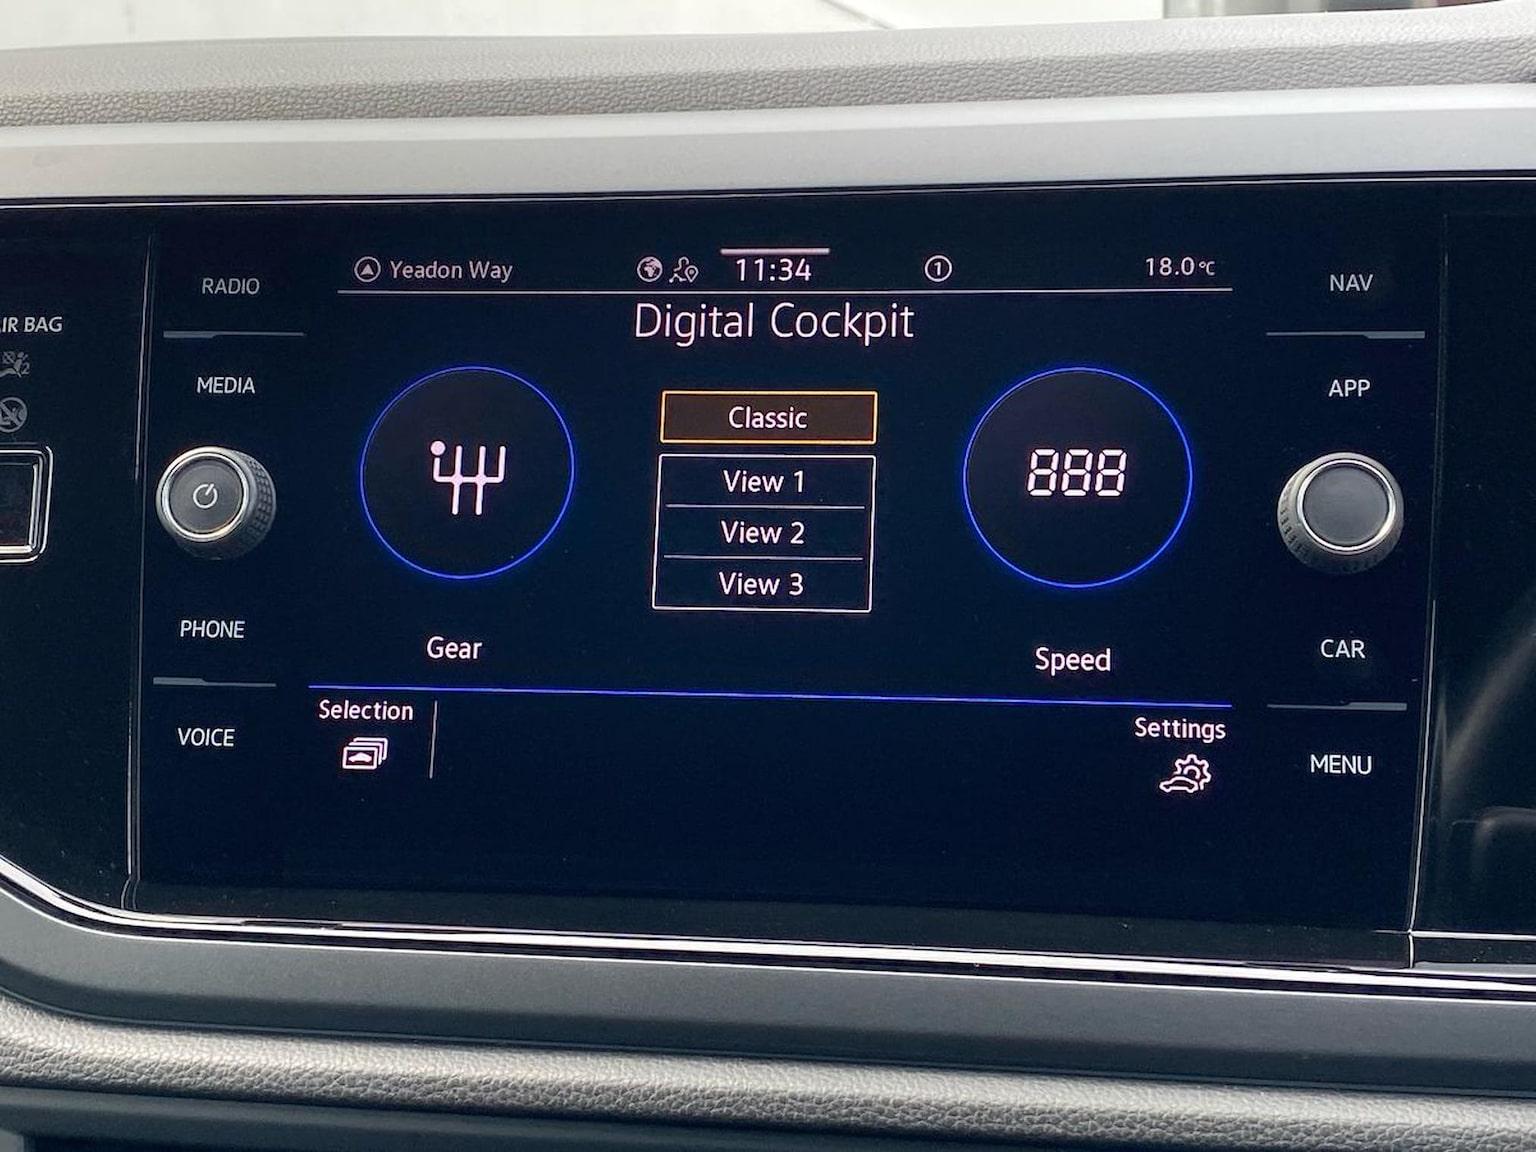 RADIO
MEDIA
PHONE
VOICE
IR BAG
Yeadon Way
11:34
1
18.0°C
Digital Cockpit
Classic
View 1
View 2
View 3
888
Gear
Speed
Selection
Settings
NAV
APP
CAR
MENU